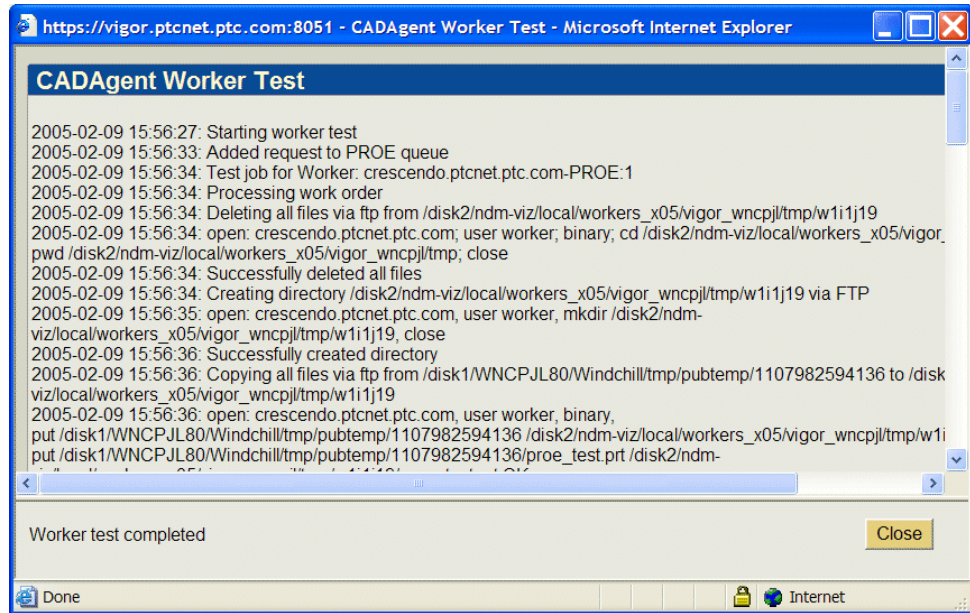 https://vigor.ptcnet.ptc.com:8051 - CADAgent Worker Test - Microsoft Internet Explorer
CADAgent Worker Test
2005-02-09 15:56:27: Starting worker test
2005-02-09 15:56:33: Added request to PROE queue
2005-02-09 15:56:34: Test job for Worker: crescendo.ptcnet.ptc.com-PROE:1
2005-02-09 15:56:34: Processing work order
2005-02-09 15:56:34: Deleting all files via ftp from /disk2/ndm-viz/local/workers_x05/vigor_wncpjl/tmp/w1i1j19
2005-02-09 15:56:34: open: crescendo.ptcnet.ptc.com; user worker; binary; cd /disk2/ndm-viz/local/workers_x05/vigor_
pwd /disk2/ndm-viz/local/workers_x05/vigor_wncpjl/tmp; close
2005-02-09 15:56:34: Successfully deleted all files
2005-02-09 15:56:34: Creating directory /disk2/ndm-viz/local/workers_x05/vigor_wncpjl/tmp/w1i1j19 via FTP
2005-02-09 15:56:35: open: crescendo.ptcnet.ptc.com, user worker, mkdir /disk2/ndm-
viz/local/workers_x05/vigor_wncpjl/tmp/w1i1j19, close
2005-02-09 15:56:36: Successfully created directory
2005-02-09 15:56:36: Copying all files via ftp from /disk1/WNCPJL80/Windchill/tmp/pubtemp/1107982594136 to /disk
viz/local/workers_x05/vigor_wncpjl/tmp/w1i1j19
2005-02-09 15:56:36: open: crescendo.ptcnet.ptc.com, user worker, binary,
put /disk1/WNCPJL80/Windchill/tmp/pubtemp/1107982594136 /disk2/ndm-viz/local/workers_x05/vigor_wncpjl/tmp/w1i
put /disk1/WNCPJL80/Windchill/tmp/pubtemp/1107982594136/proe_test.prt /disk2/ndm-
Worker test completed
Close
Done
Internet